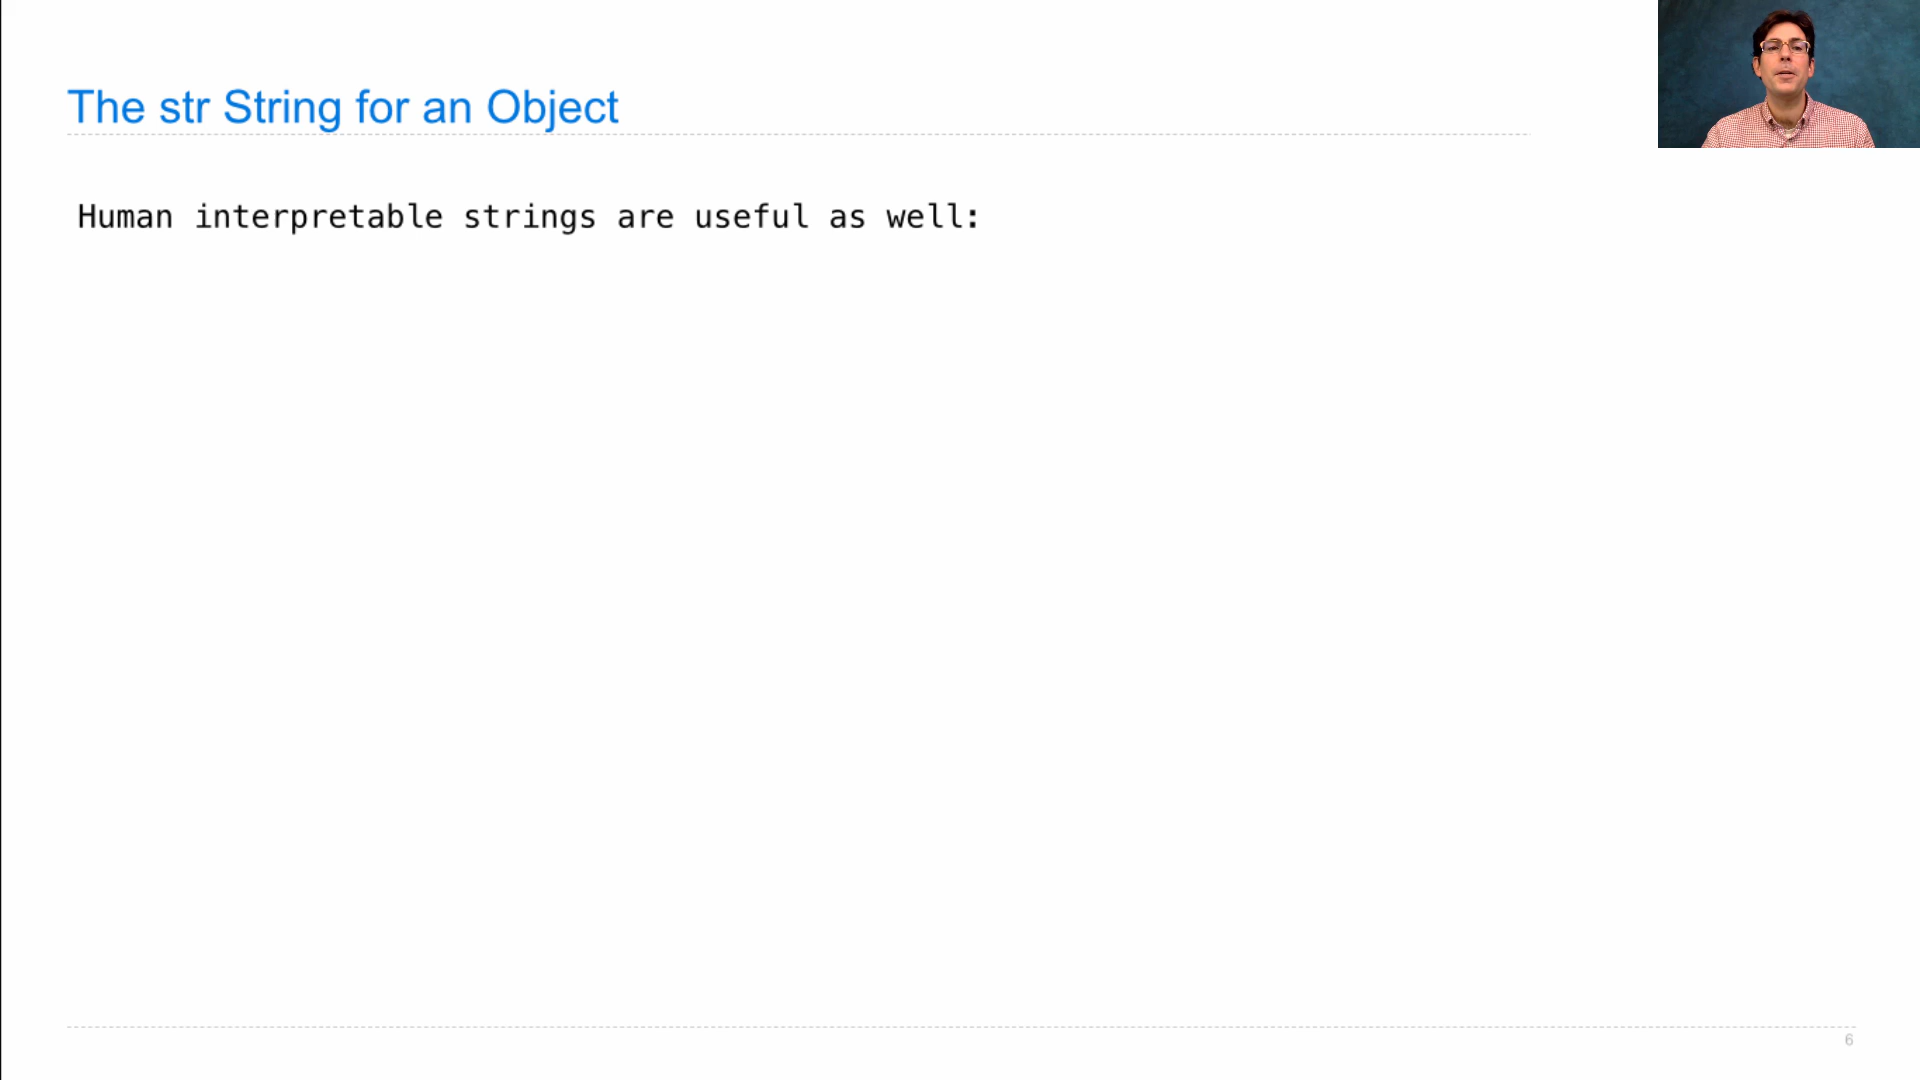 The str String for an Object
Human interpretable strings are useful as well:
6